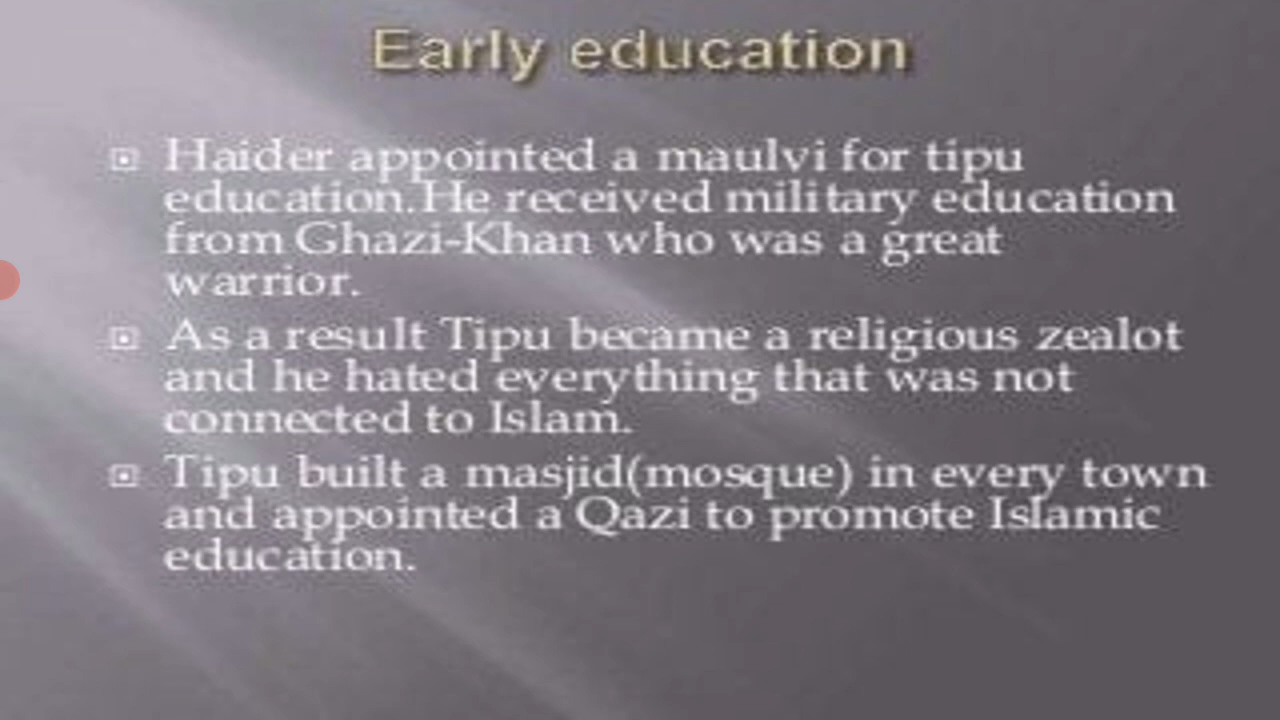 Early education
Haider appointed a maulvi for tipu
education.He received military education
from Ghazi-Khan who was a great
warrior.
As a result Tipu became a religious zealot
and he hated everything that was not
connected to Islam.
Tipu built a masjid(mosque) in every town
and appointed a Qazi to promote Islamic
education.